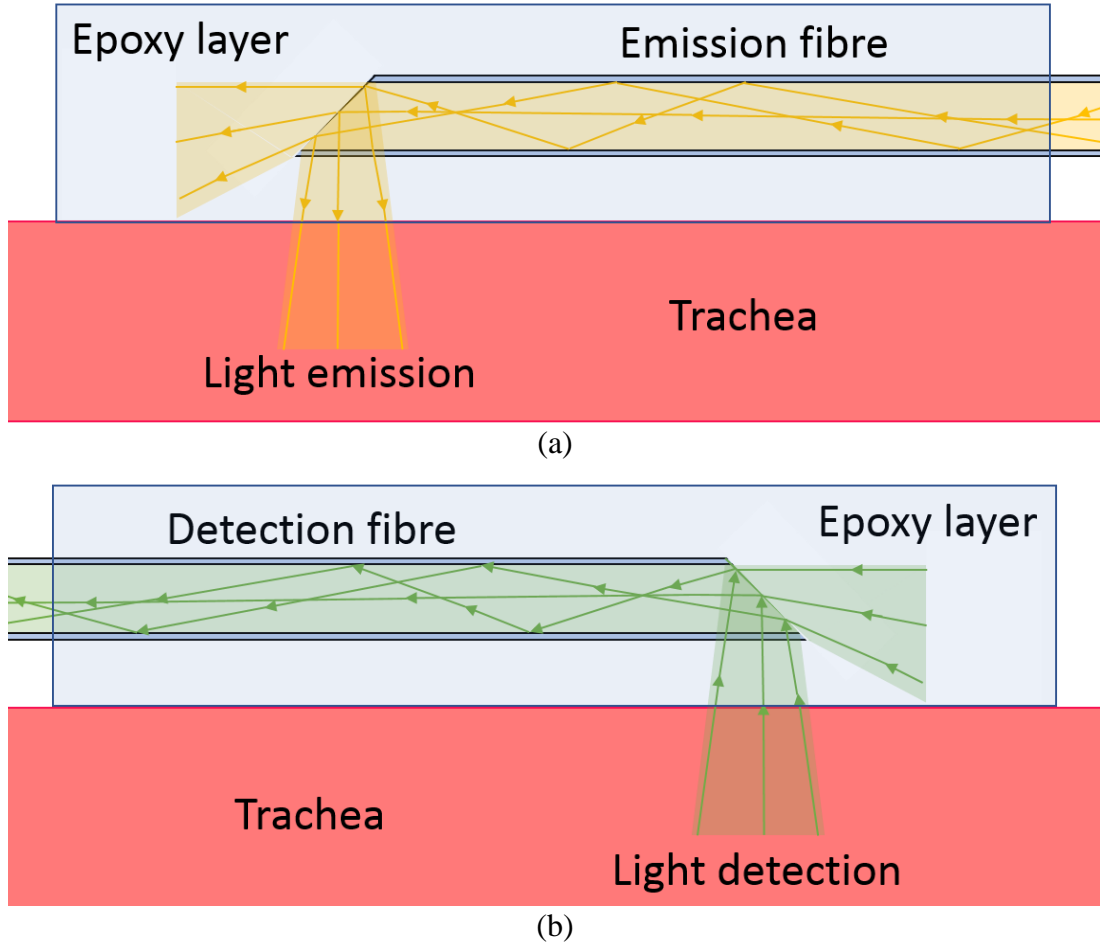 Epoxy layer
Emission fibre
Trachea
Light emission
(a)
Detection fibre
Epoxy layer
Trachea
Light detection
(b)